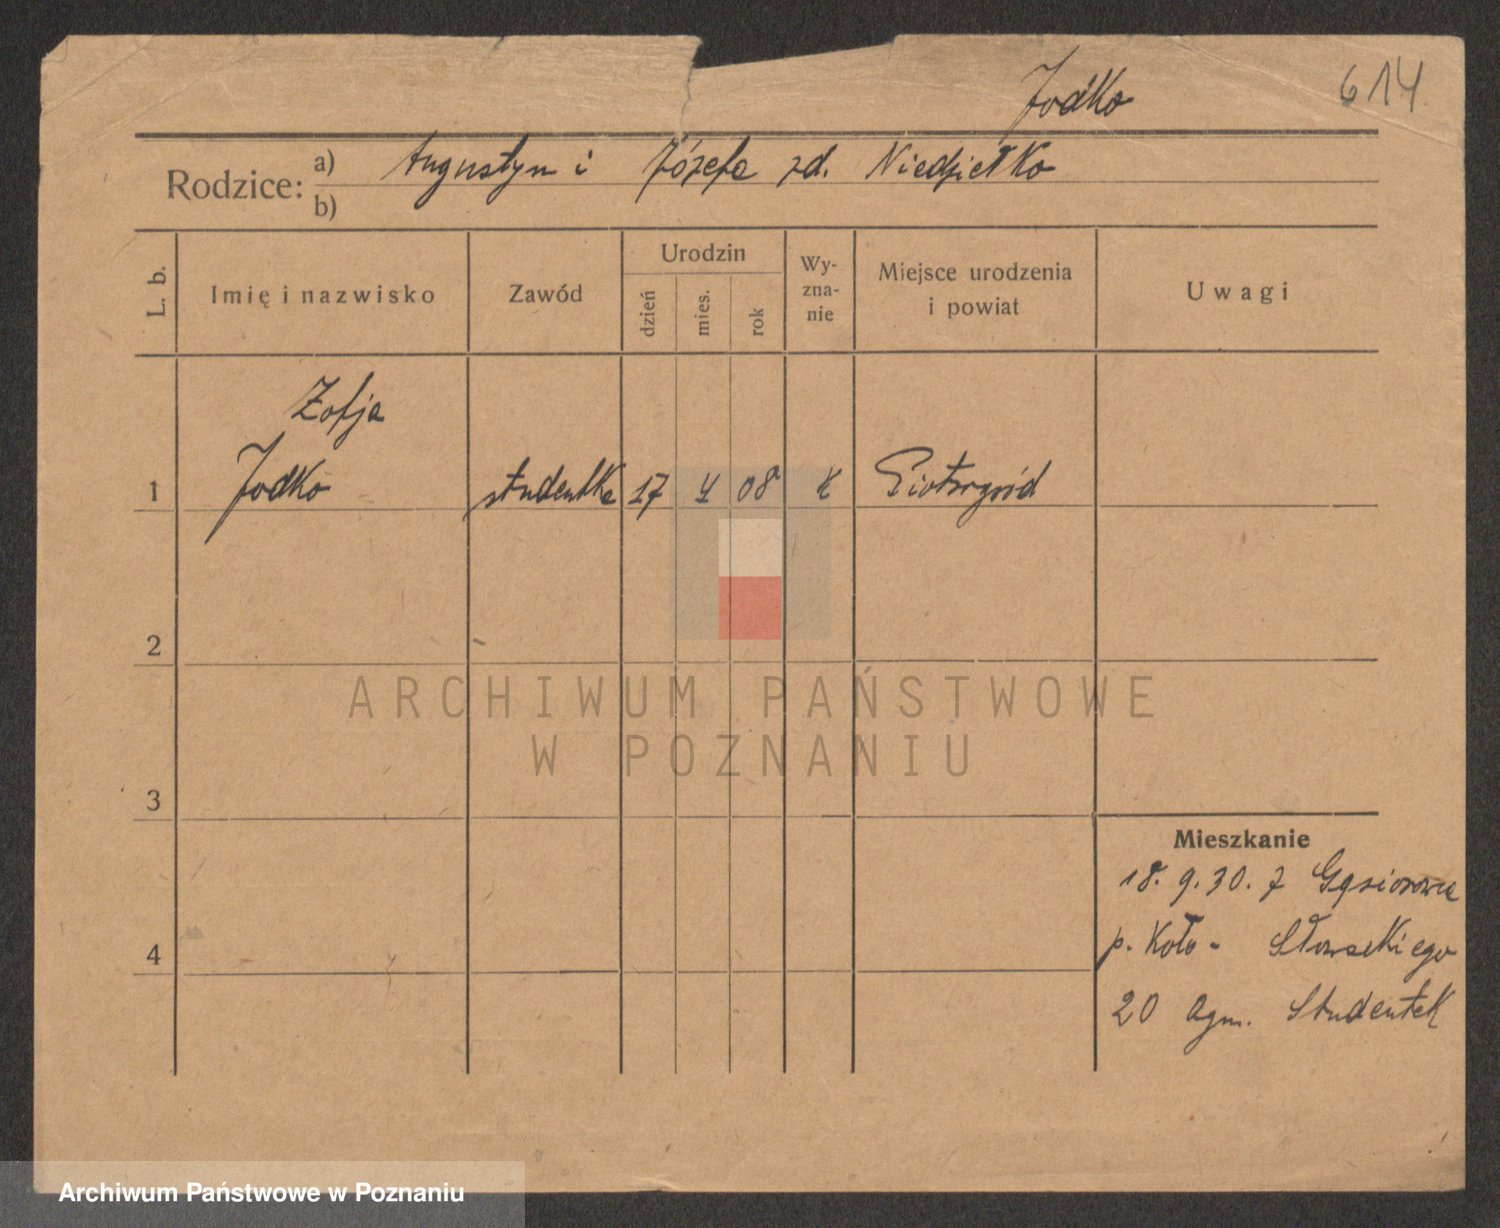 Jodko
614
Rodzice: a) Augustyn i Józefa zd. Niedziełko
b)
L. b.
Imię i nazwisko
Zawód
Urodzin
dzień
mies.
rok
Wy-
zna-
nie
Miejsce urodzenia
i powiat
Uwagi
Zofja
1 Jodko studentka 17 4 08 k Piotrogród
2
ARCHIWUM PAŃSTWOWE
W POZNANIU
3
Mieszkanie
18. 9. 30. z Gąsiorowa
p. Koło - Słowackiego
4
20 Dom. Studentek
Archiwum Państwowe w Poznaniu